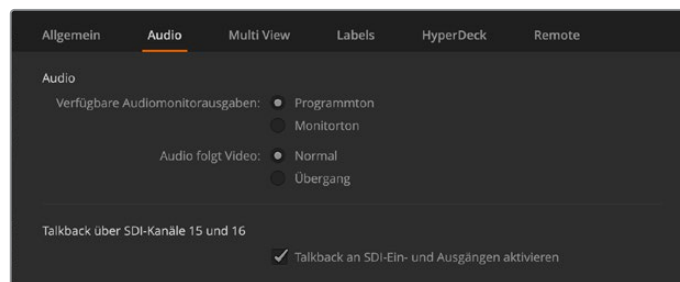 Allgemein Audio Multi View Labels HyperDeck Remote
Audio
Verfügbare Audiomonitorausgaben: Programmton
Monitorton
Audio folgt Video: Normal
Übergang
Talkback über SDI-Kanäle 15 und 16
Talkback an SDI-Ein- und Ausgängen aktivieren